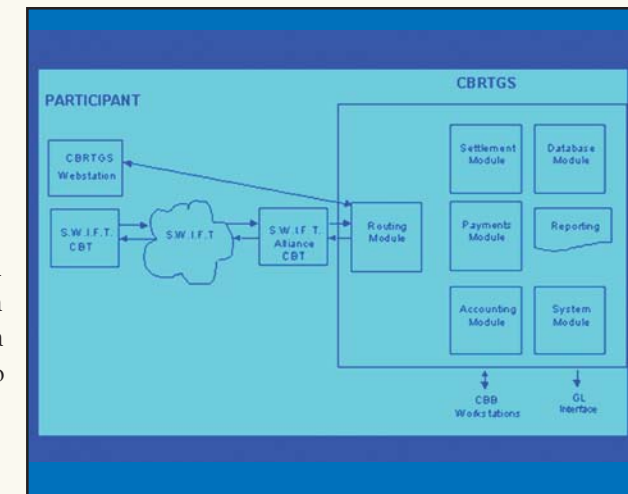 CBRTGS
PARTICIPANT
CBRTGS
Webstation
S.W.I.F.T.
CBT
S.W.I.F.T
S.W.I.F.T.
Alliance
CBT
Routing
Module
Settlement
Module
Database
Module
Payments
Module
Reporting
Accounting
Module
System
Module
CBB
Workstations
GL
Interface